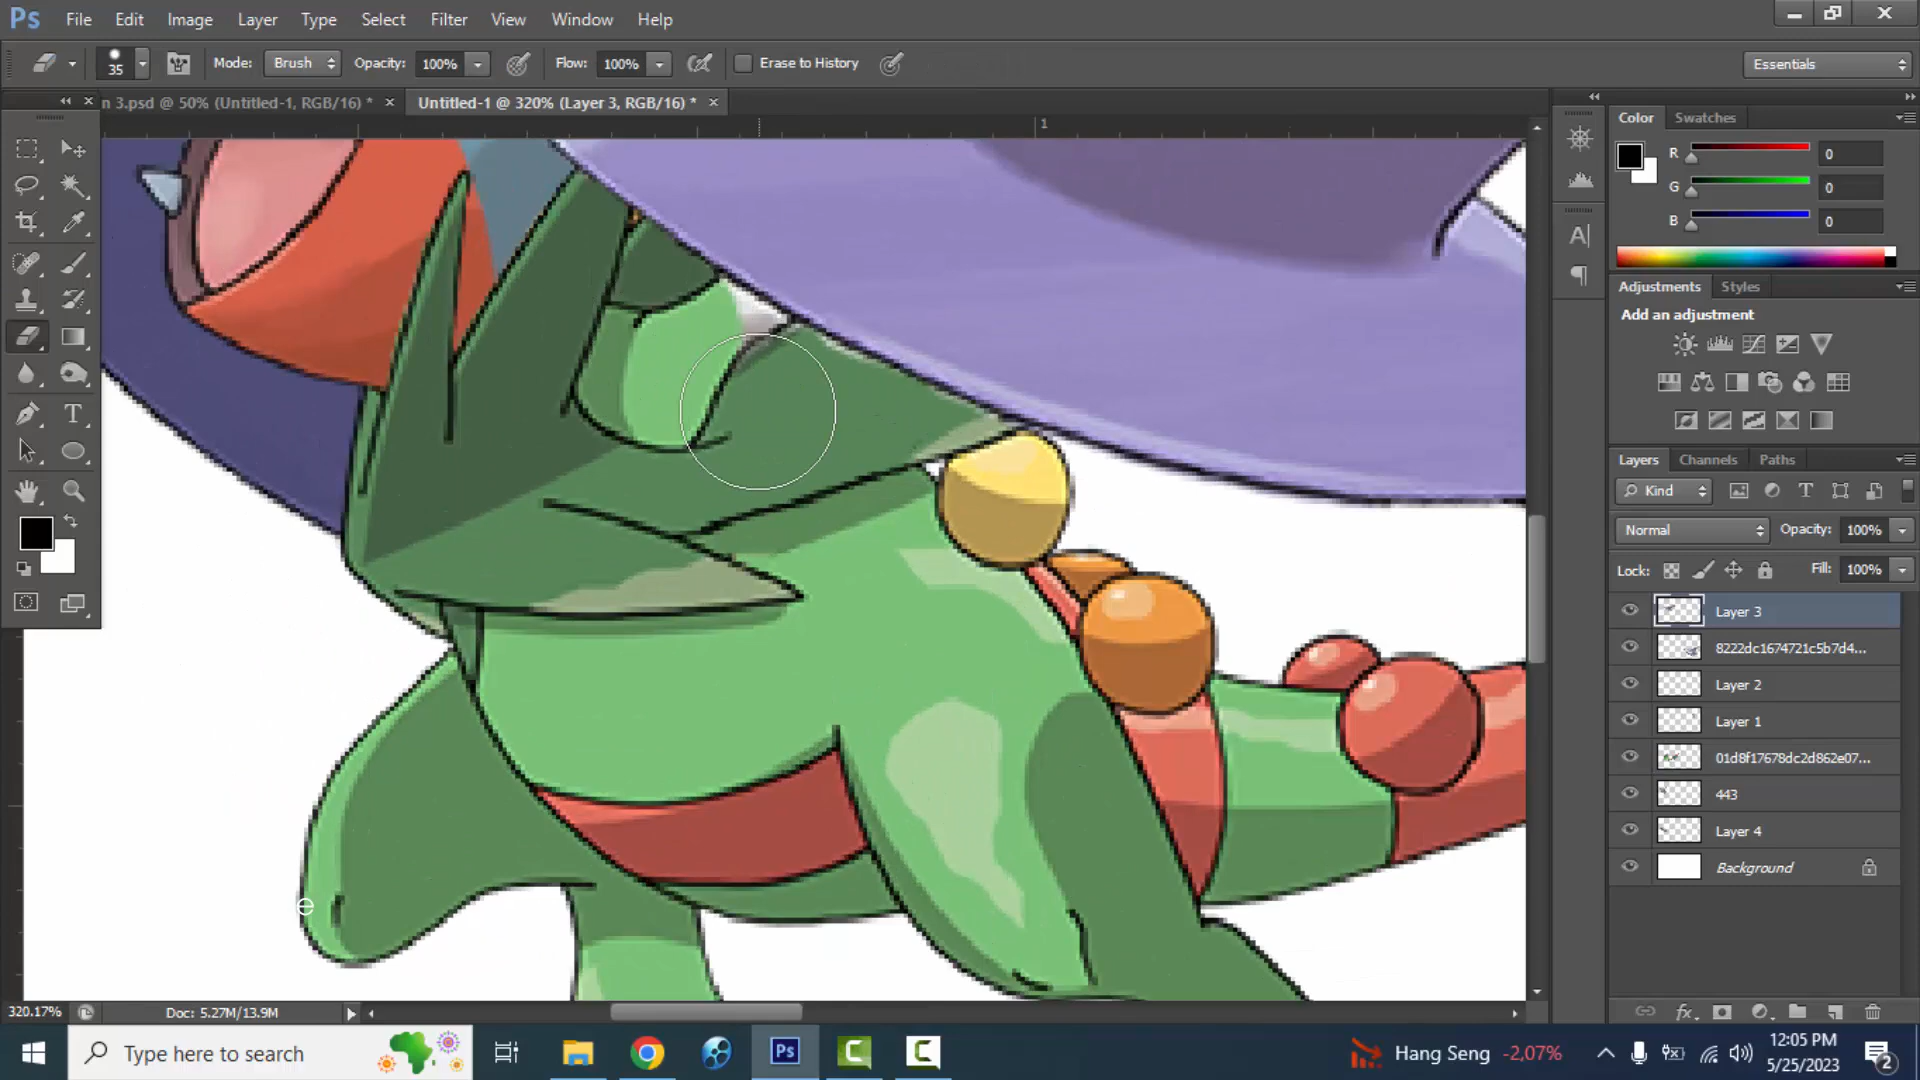 Ps File Edit Image Layer Type Select Filter View Window Help
35 Mode: Brush Opacity: 100% Flow: 100% Erase to History Essentials
n 3.psd @ 50% (Untitled-1, RGB/16) * × Untitled-1 @ 320% (Layer 3, RGB/16) * ×
1
Color Swatches
R 0
G 0
B 0
Adjustments Styles
Add an adjustment
Layers Channels Paths
Kind
Normal Opacity: 100%
Lock: Fill: 100%
Layer 3
8222dc1674721c5b7d4...
Layer 2
Layer 1
01d8f17678dc2d862e07...
443
Layer 4
Background
320.17% Doc: 5.27M/13.9M
Type here to search
Ps
Hang Seng -2,07%
12:05 PM
5/25/2023
2